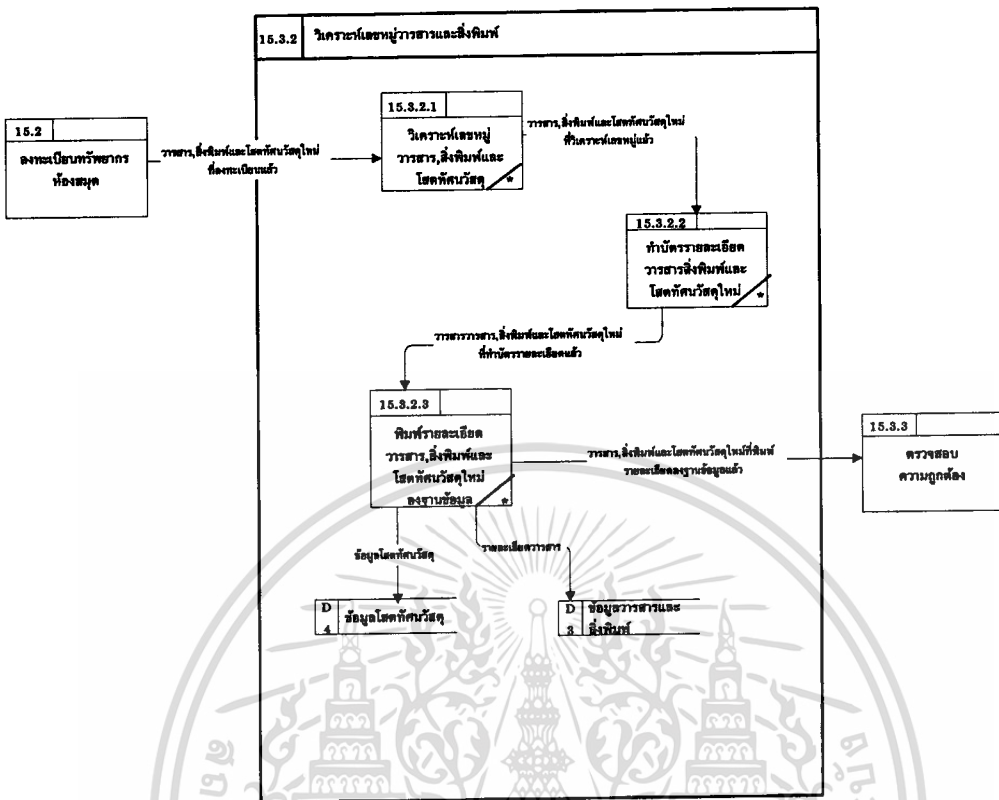 15.3.2 วิเคราะห์เลขหมู่วารสารและสิ่งพิมพ์
15.2
ลงทะเบียนทรัพยากร
ห้องสมุด
วารสาร,สิ่งพิมพ์และโสตทัศนวัสดุใหม่
ที่ลงทะเบียนแล้ว
15.3.2.1
วิเคราะห์เลขหมู่
วารสาร,สิ่งพิมพ์และ
โสตทัศนวัสดุ *
วารสาร,สิ่งพิมพ์และโสตทัศนวัสดุใหม่
ที่วิเคราะห์เลขหมู่แล้ว
15.3.2.2
ทำบัตรรายละเอียด
วารสารสิ่งพิมพ์และ
โสตทัศนวัสดุใหม่ *
วารสารวารสาร,สิ่งพิมพ์และโสตทัศนวัสดุใหม่
ที่ทำบัตรรายละเอียดแล้ว
15.3.2.3
พิมพ์รายละเอียด
วารสาร,สิ่งพิมพ์และ
โสตทัศนวัสดุใหม่
ลงฐานข้อมูล *
วารสาร,สิ่งพิมพ์และโสตทัศนวัสดุใหม่ที่พิมพ์
รายละเอียดลงฐานข้อมูลแล้ว
15.3.3
ตรวจสอบ
ความถูกต้อง
ข้อมูลโสตทัศนวัสดุ
รายละเอียดวารสาร
D 4 ข้อมูลโสตทัศนวัสดุ
D 3 ข้อมูลวารสารและ
สิ่งพิมพ์